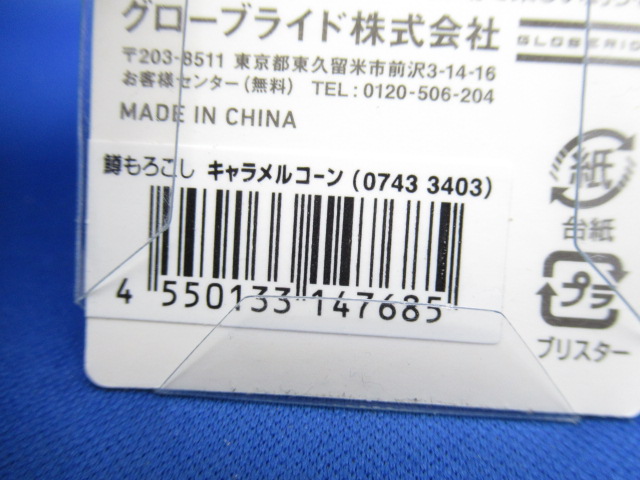 グローブライド株式会社
GLOBERIDE
〒203-8511 東京都東久留米市前沢3-14-16
お客様センター(無料) TEL:0120-506-204
MADE IN CHINA
鱒もろこし キャラメルコーン (0743 3403)
4 550133 147685
紙
台紙
プラ
ブリスター